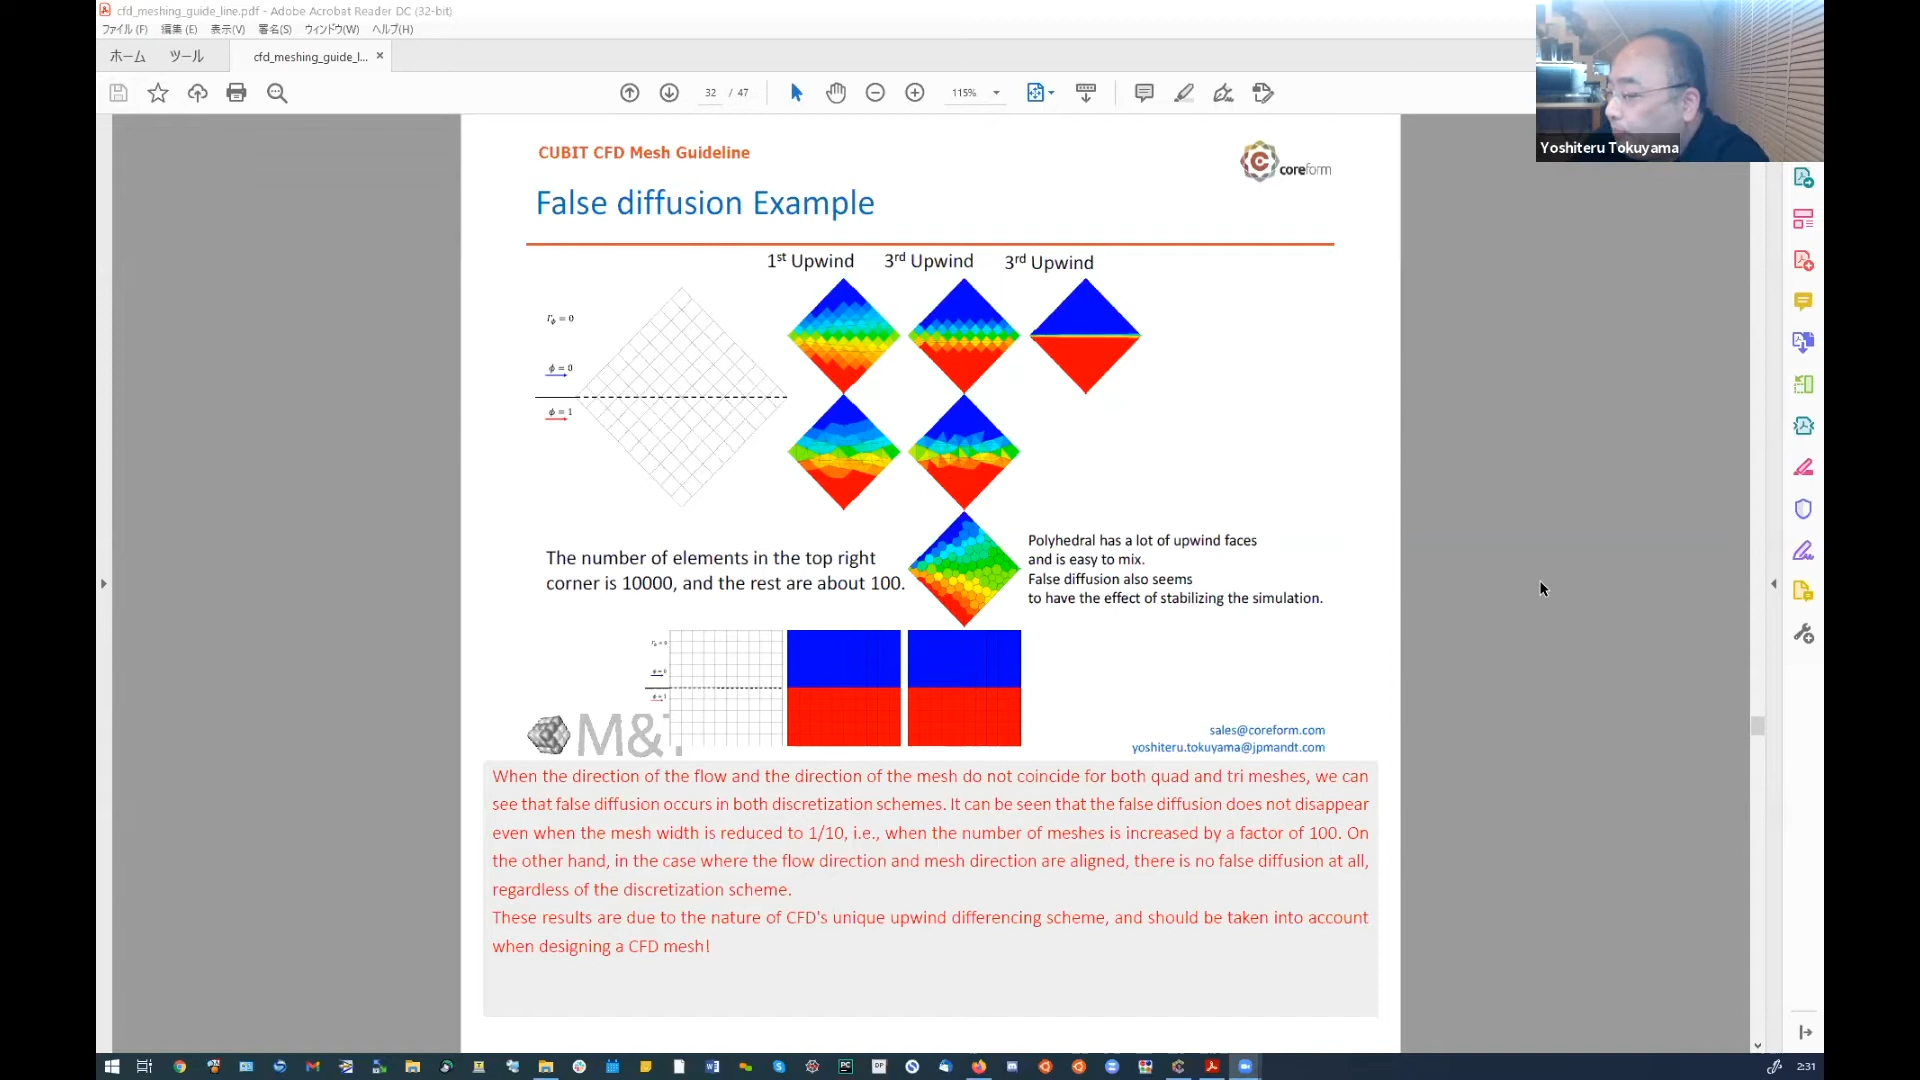 cfd_meshing_guide_line.pdf - Adobe Acrobat Reader DC (32-bit)
ファイル (F) 編集 (E) 表示(V) 署名(S) ウィンドウ(W) ヘルプ(H)
ホーム ツール cfd_meshing_guide_l... ×
32 / 47 115%
Yoshiteru Tokuyama
CUBIT CFD Mesh Guideline
coreform
False diffusion Example
1st Upwind 3rd Upwind 3rd Upwind
Γϕ = 0
ϕ = 0
ϕ = 1
The number of elements in the top right
corner is 10000, and the rest are about 100.
Polyhedral has a lot of upwind faces
and is easy to mix.
False diffusion also seems
to have the effect of stabilizing the simulation.
Γϕ = 0
ϕ = 0
ϕ = 1
M&T
sales@coreform.com
yoshiteru.tokuyama@jpmandt.com
When the direction of the flow and the direction of the mesh do not coincide for both quad and tri meshes, we can
see that false diffusion occurs in both discretization schemes. It can be seen that the false diffusion does not disappear
even when the mesh width is reduced to 1/10, i.e., when the number of meshes is increased by a factor of 100. On
the other hand, in the case where the flow direction and mesh direction are aligned, there is no false diffusion at all,
regardless of the discretization scheme.
These results are due to the nature of CFD's unique upwind differencing scheme, and should be taken into account
when designing a CFD mesh!
2:31